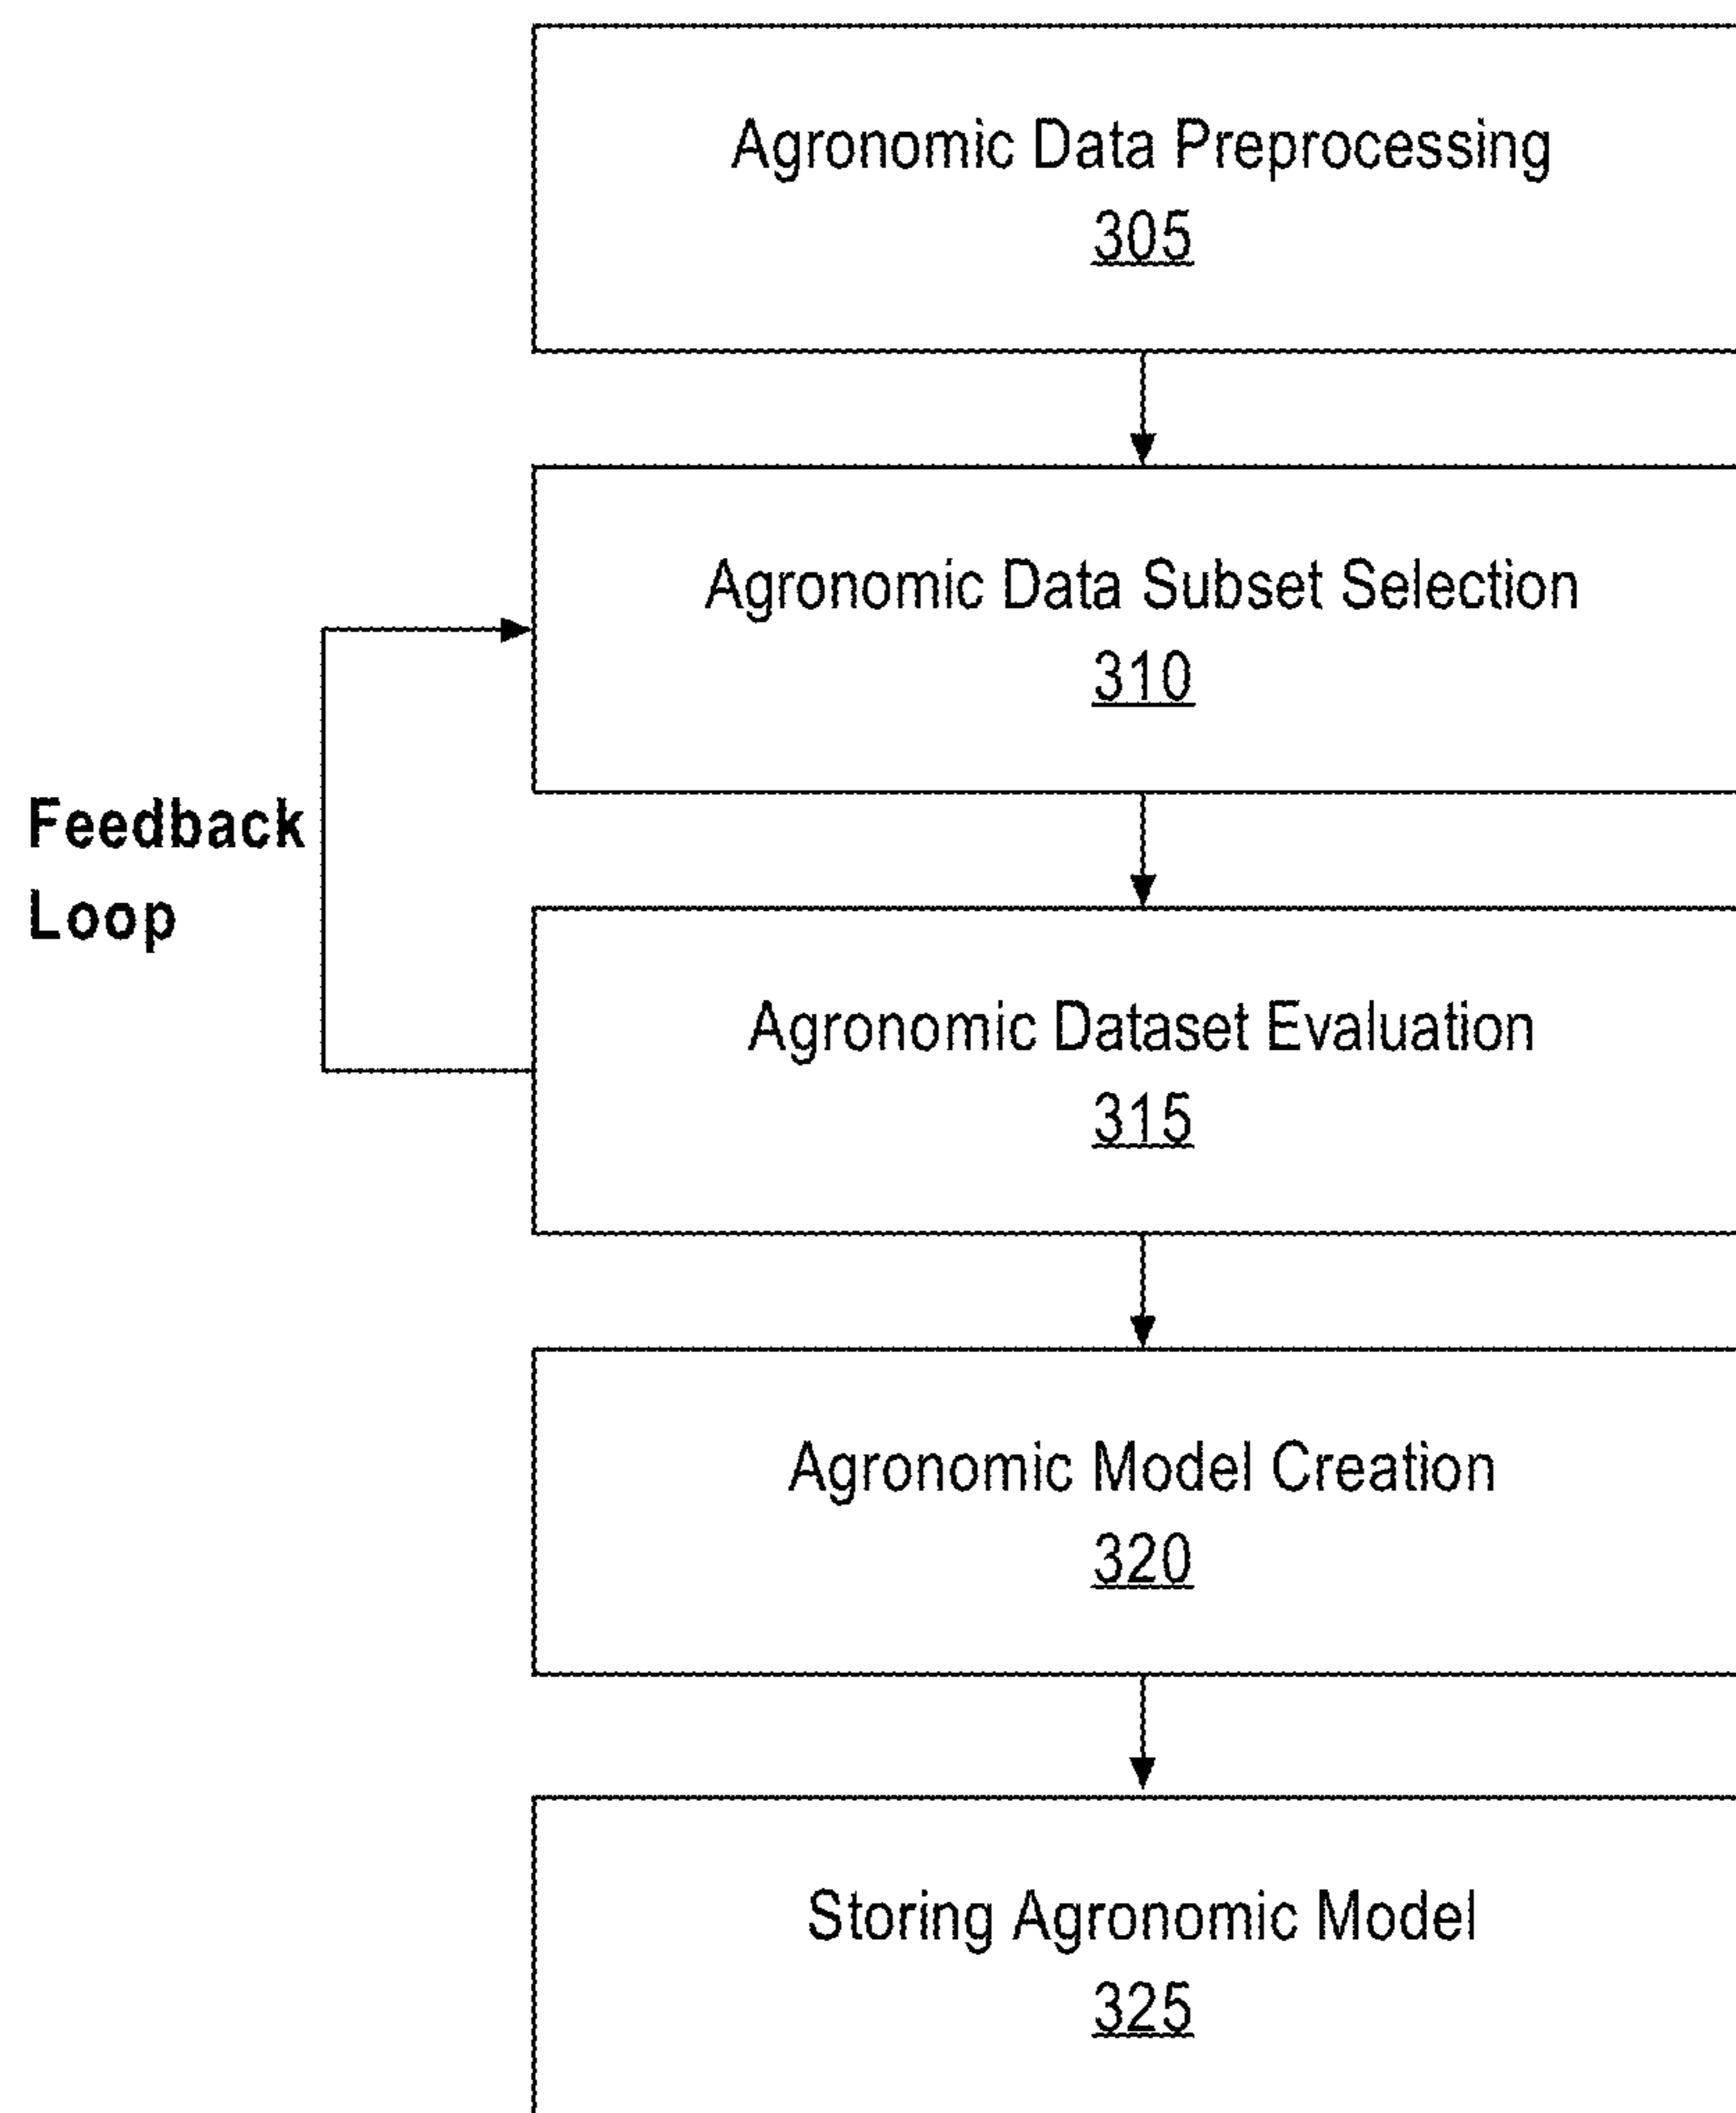 Agronomic Data Preprocessing
305
Agronomic Data Subset Selection
310
Feedback
Loop
Agronomic Dataset Evaluation
315
Agronomic Model Creation
320
Storing Agronomic Model
325